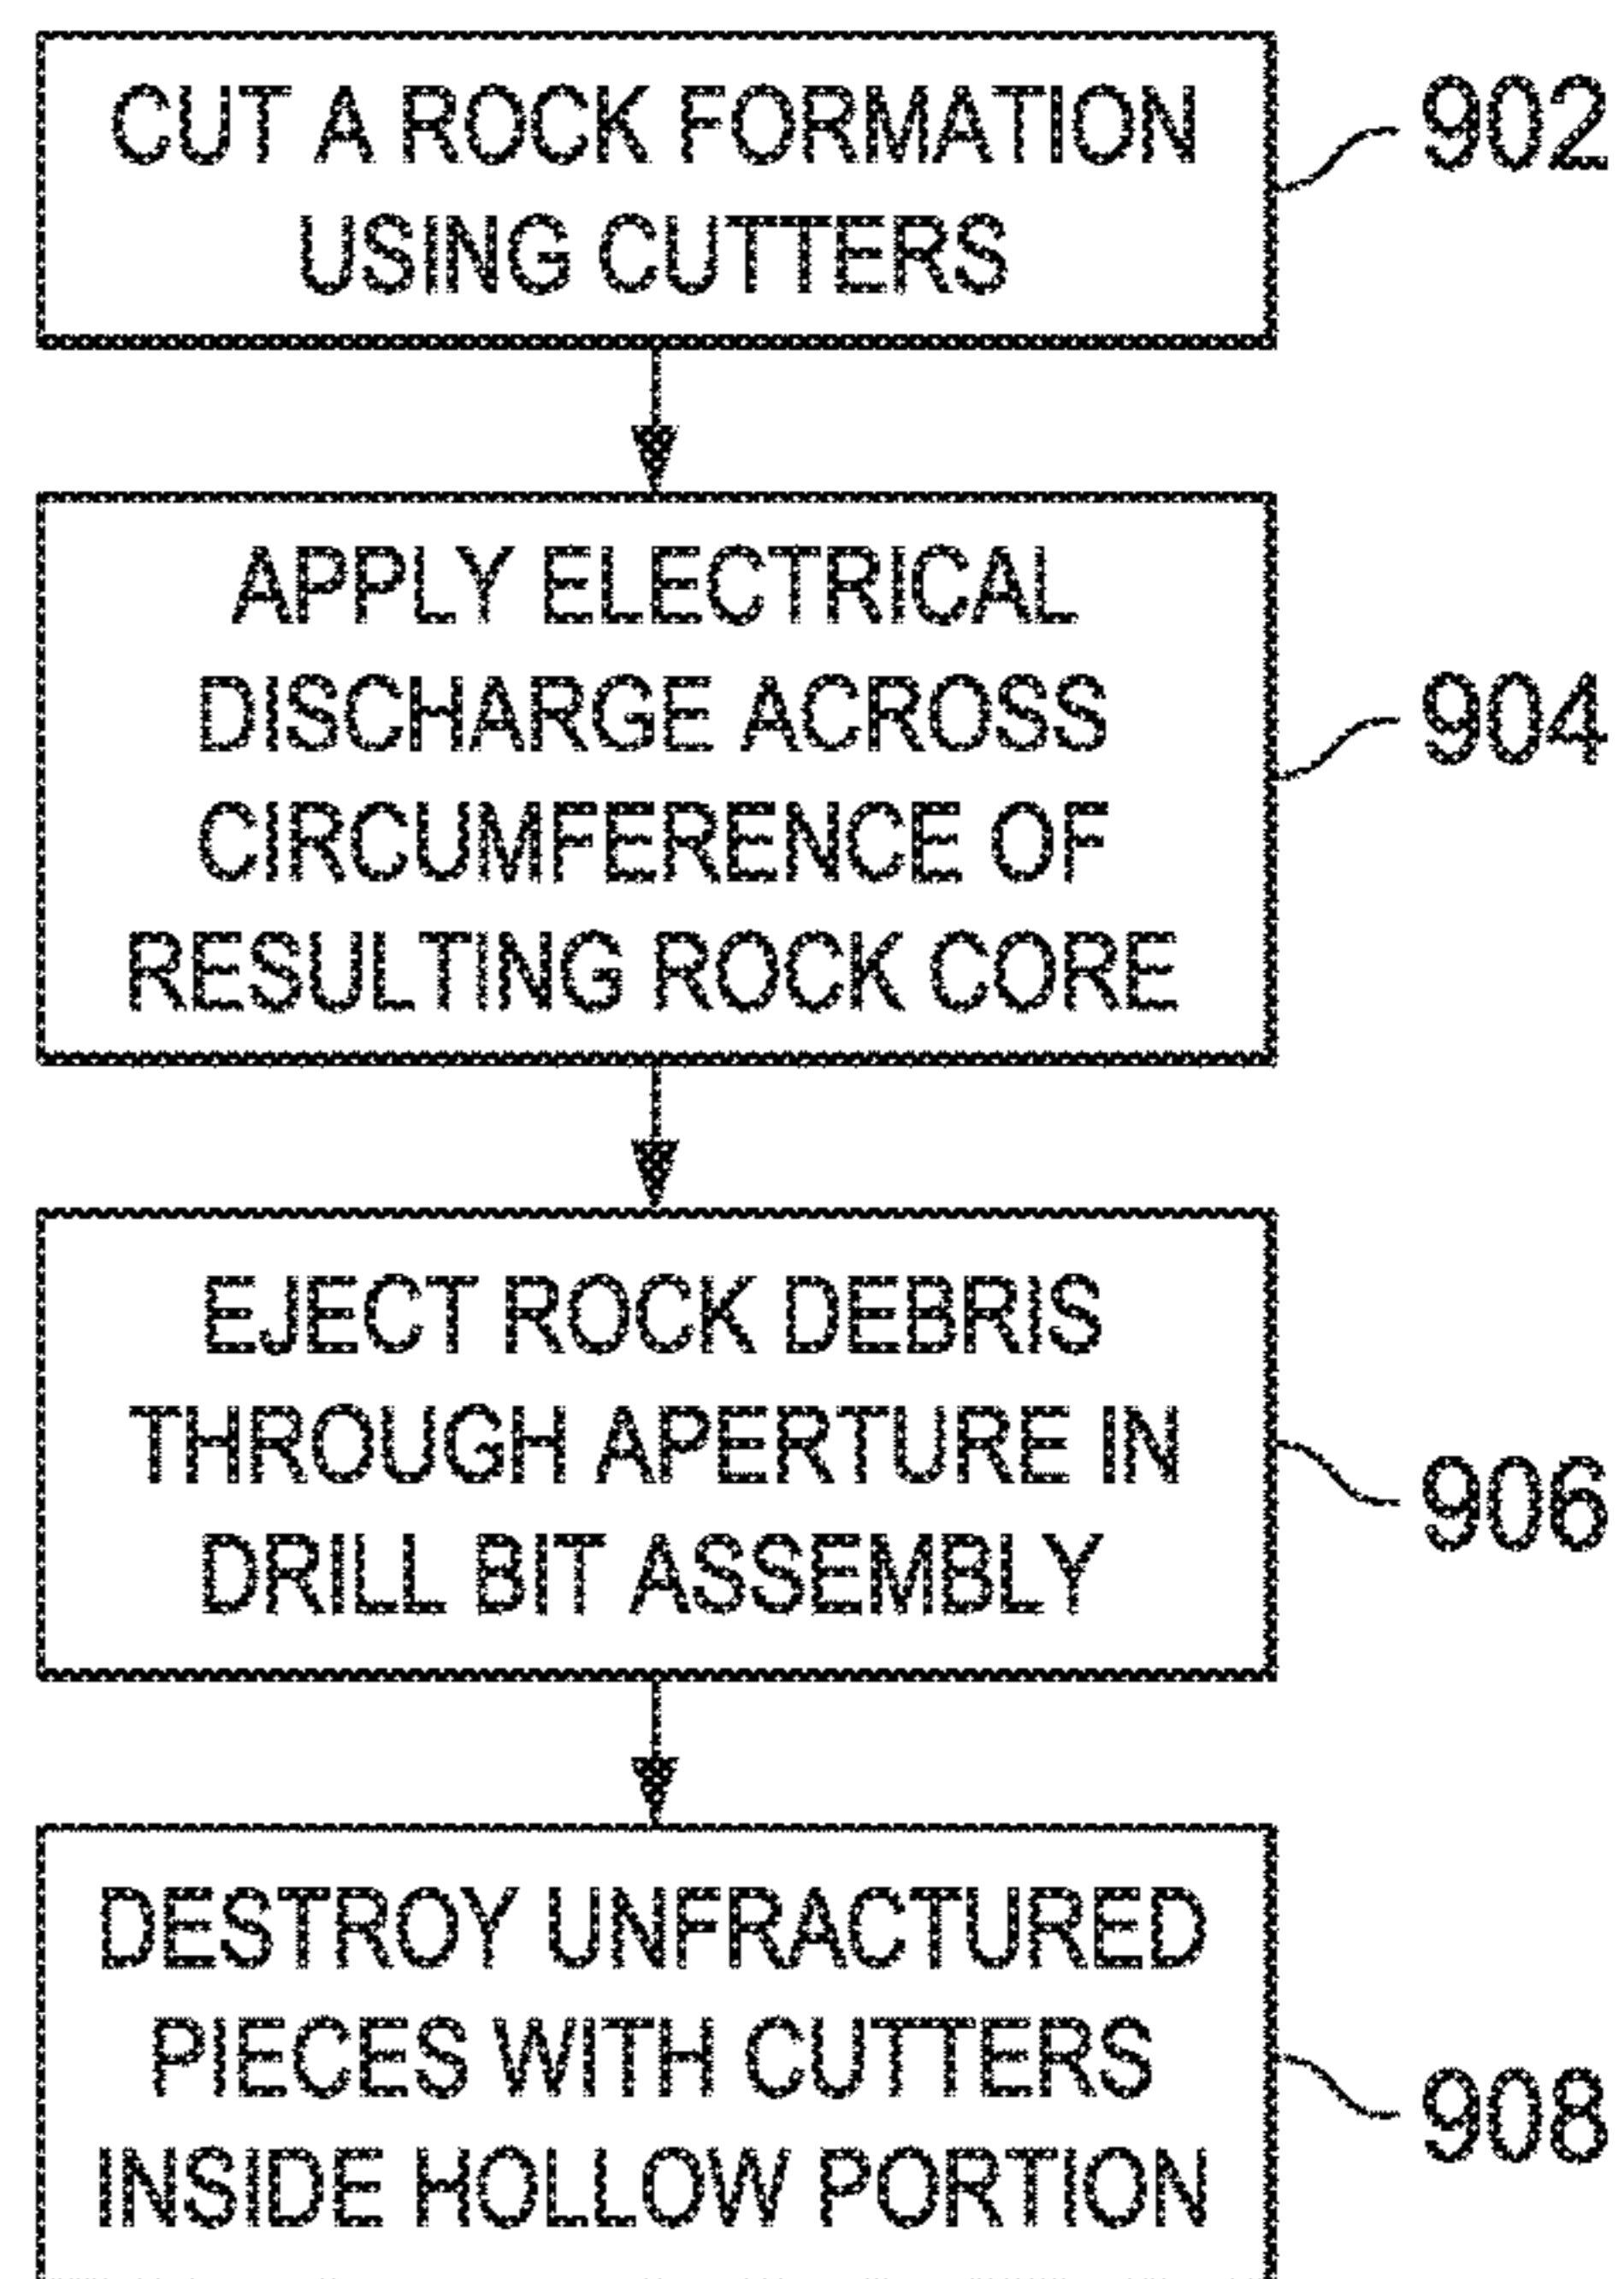 CUT A ROCK FORMATION
USING CUTTERS
902
APPLY ELECTRICAL
DISCHARGE ACROSS
CIRCUMFERENCE OF
RESULTING ROCK CORE
904
EJECT ROCK DEBRIS
THROUGH APERTURE IN
DRILL BIT ASSEMBLY
906
DESTROY UNFRACTURED
PIECES WITH CUTTERS
INSIDE HOLLOW PORTION
908